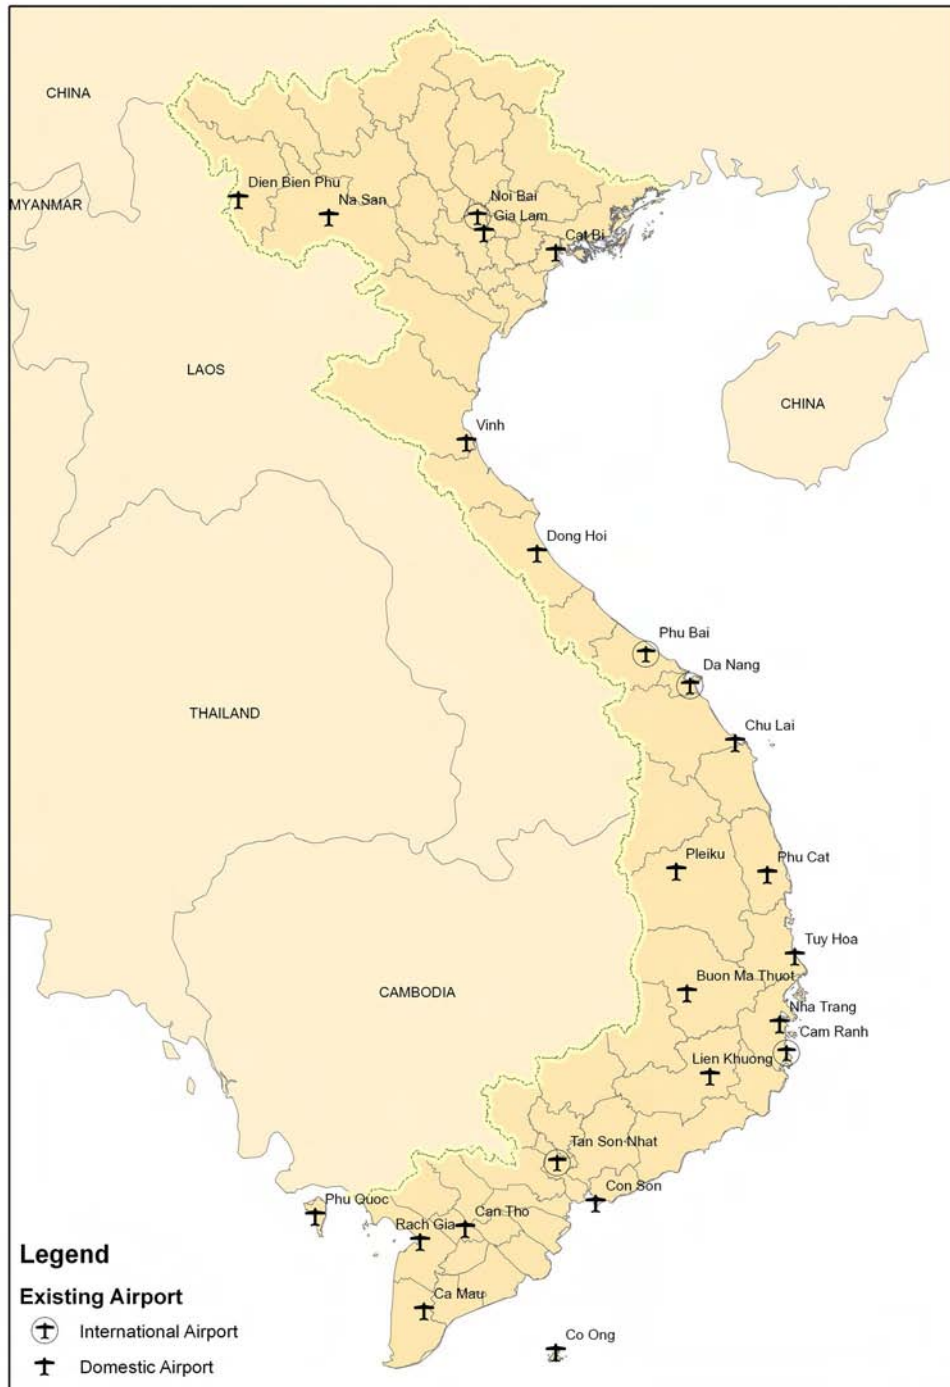 CHINA
Dien Bien Phu
Noi Bai
MYANMAR
Na San
Gia Lam
Cat Bi
LAOS
CHINA
Vinh
Dong Hoi
Phu Bai
Da Nang
THAILAND
Chu Lai
Pleiku
Phu Cat
Tuy Hoa
Buon Ma Thuot
CAMBODIA
Nha Trang
Cam Ranh
Lien Khuong
Tan Son Nhat
Con Son
Phu Quoc
Rach Gia
Can Tho
Legend
Existing Airport
Ca Mau
International Airport
Co Ong
Domestic Airport